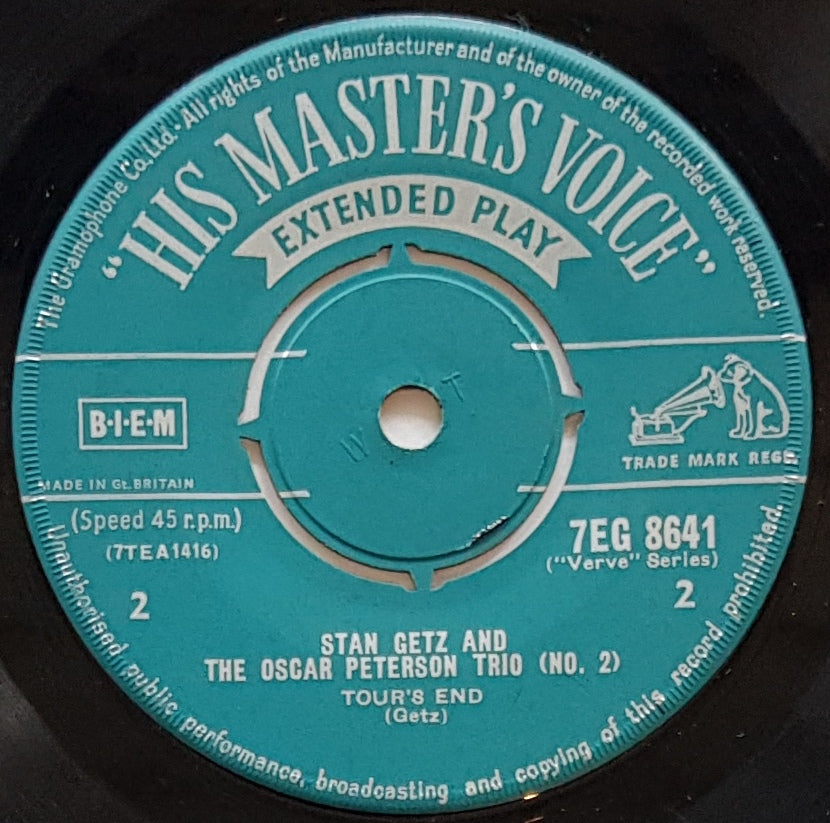 The Gramophone Co., Ltd. · All rights of the Manufacturer and of the owner of the recorded work reserved.
"HIS MASTER'S VOICE"
EXTENDED PLAY
W T
B·I·E·M
TRADE MARK REGD
MADE IN Gt. BRITAIN
(Speed 45 r.p.m.)
7EG 8641
(7TEA1416)
("Verve" Series)
2
2
STAN GETZ AND
THE OSCAR PETERSON TRIO (NO. 2)
TOUR'S END
(Getz)
Unauthorised public performance, broadcasting and copying of this record prohibited.